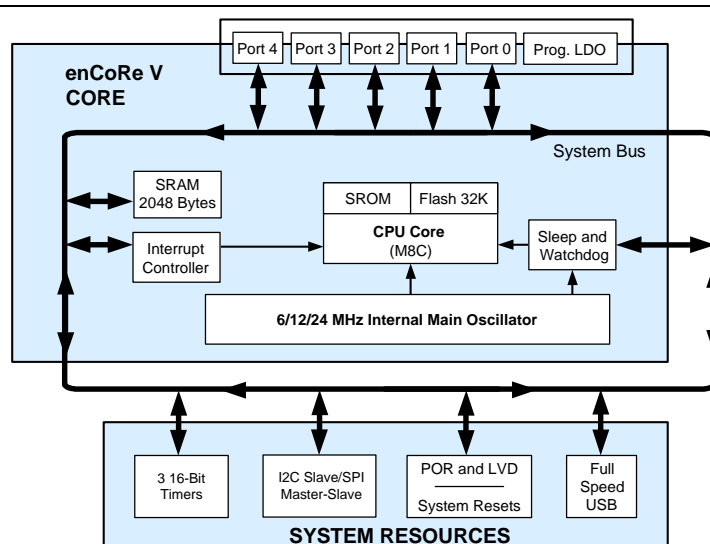 Port 4 Port 3 Port 2 Port 1 Port 0 Prog. LDO
enCoRe V
CORE
System Bus
SRAM
2048 Bytes
SROM Flash 32K
CPU Core
(M8C)
Interrupt
Controller
Sleep and
Watchdog
6/12/24 MHz Internal Main Oscillator
3 16-Bit
Timers
I2C Slave/SPI
Master-Slave
POR and LVD
System Resets
Full
Speed
USB
SYSTEM RESOURCES